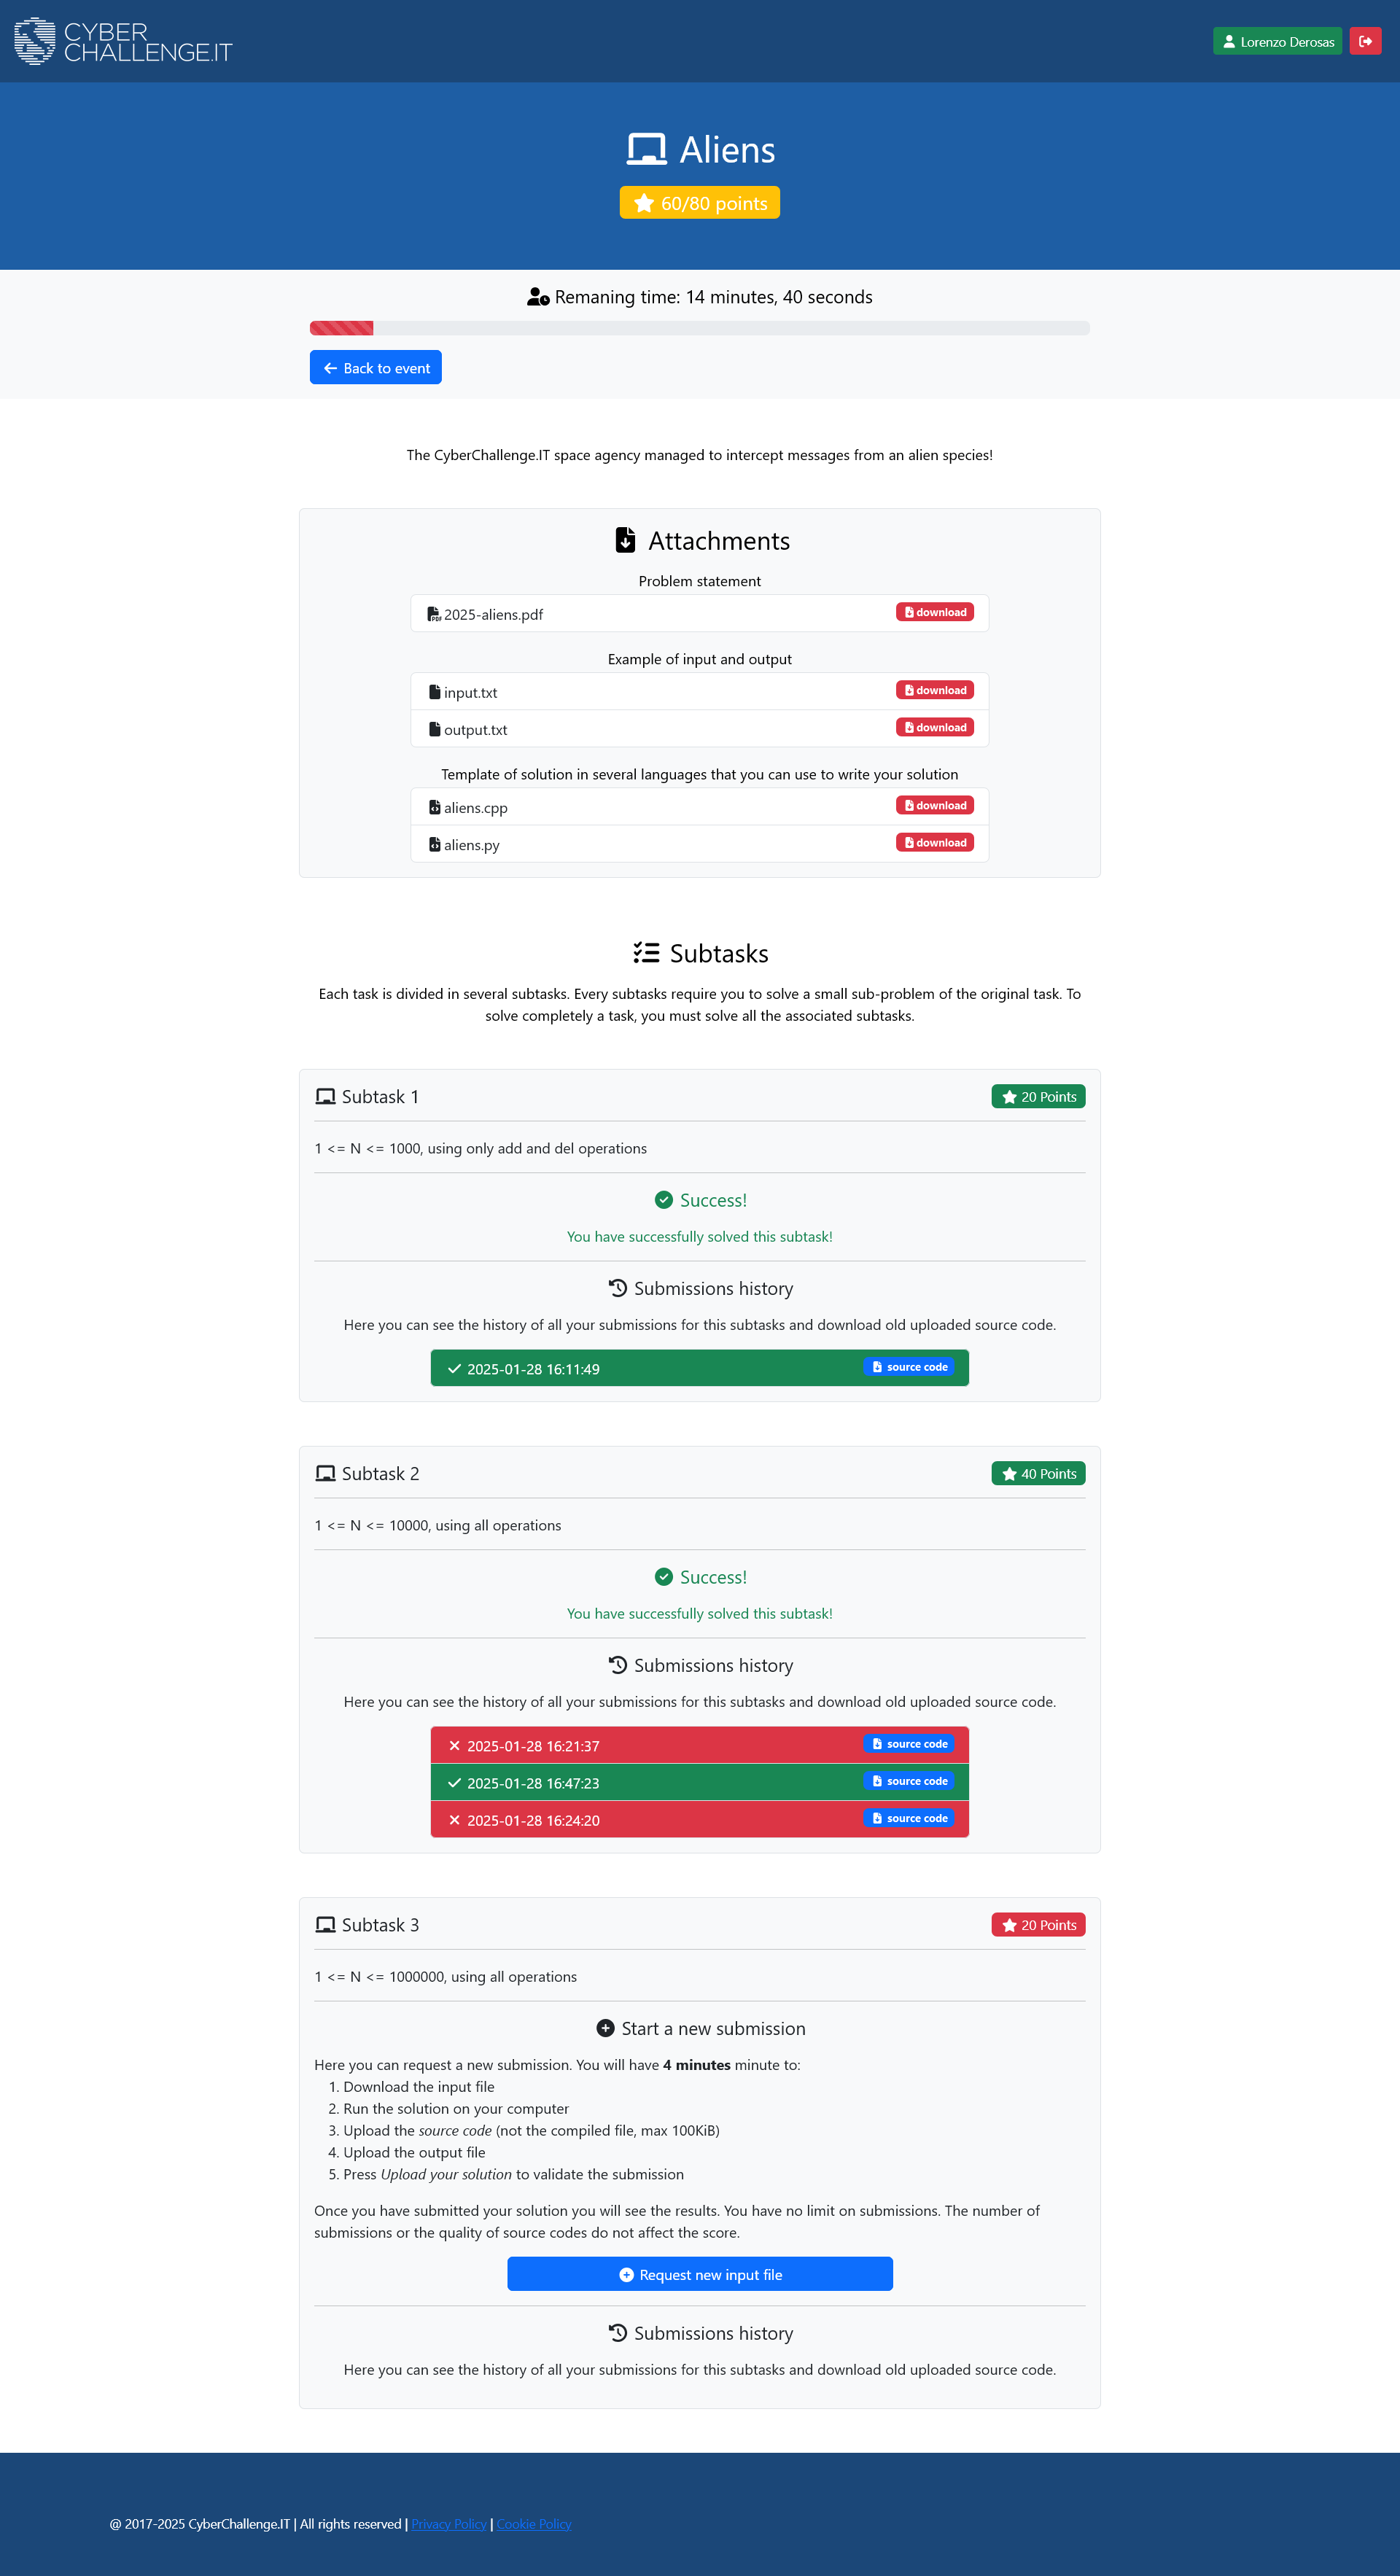 CYBER
CHALLENGE.IT
Lorenzo Derosas
Aliens
60/80 points
Remaning time: 14 minutes, 40 seconds
Back to event
The CyberChallenge.IT space agency managed to intercept messages from an alien species!
Attachments
Problem statement
2025-aliens.pdf
download
Example of input and output
input.txt
download
output.txt
download
Template of solution in several languages that you can use to write your solution
aliens.cpp
download
aliens.py
download
Subtasks
Each task is divided in several subtasks. Every subtasks require you to solve a small sub-problem of the original task. To
solve completely a task, you must solve all the associated subtasks.
Subtask 1
20 Points
1 <= N <= 1000, using only add and del operations
Success!
You have successfully solved this subtask!
Submissions history
Here you can see the history of all your submissions for this subtasks and download old uploaded source code.
2025-01-28 16:11:49
source code
Subtask 2
40 Points
1 <= N <= 10000, using all operations
Success!
You have successfully solved this subtask!
Submissions history
Here you can see the history of all your submissions for this subtasks and download old uploaded source code.
2025-01-28 16:21:37
source code
2025-01-28 16:47:23
source code
2025-01-28 16:24:20
source code
Subtask 3
20 Points
1 <= N <= 1000000, using all operations
Start a new submission
Here you can request a new submission. You will have 4 minutes minute to:
1. Download the input file
2. Run the solution on your computer
3. Upload the source code (not the compiled file, max 100KiB)
4. Upload the output file
5. Press Upload your solution to validate the submission
Once you have submitted your solution you will see the results. You have no limit on submissions. The number of
submissions or the quality of source codes do not affect the score.
Request new input file
Submissions history
Here you can see the history of all your submissions for this subtasks and download old uploaded source code.
@ 2017-2025 CyberChallenge.IT | All rights reserved | Privacy Policy | Cookie Policy